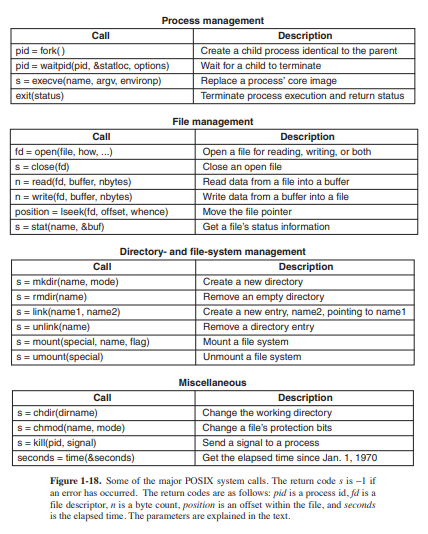 Process management
Call Description
pid = fork( ) Create a child process identical to the parent
pid = waitpid(pid, &statloc, options) Wait for a child to terminate
s = execve(name, argv, environp) Replace a process' core image
exit(status) Terminate process execution and return status
File management
Call Description
fd = open(file, how, ...) Open a file for reading, writing, or both
s = close(fd) Close an open file
n = read(fd, buffer, nbytes) Read data from a file into a buffer
n = write(fd, buffer, nbytes) Write data from a buffer into a file
position = lseek(fd, offset, whence) Move the file pointer
s = stat(name, &buf) Get a file's status information
Directory- and file-system management
Call Description
s = mkdir(name, mode) Create a new directory
s = rmdir(name) Remove an empty directory
s = link(name1, name2) Create a new entry, name2, pointing to name1
s = unlink(name) Remove a directory entry
s = mount(special, name, flag) Mount a file system
s = umount(special) Unmount a file system
Miscellaneous
Call Description
s = chdir(dirname) Change the working directory
s = chmod(name, mode) Change a file's protection bits
s = kill(pid, signal) Send a signal to a process
seconds = time(&seconds) Get the elapsed time since Jan. 1, 1970
Figure 1-18. Some of the major POSIX system calls. The return code s is −1 if
an error has occurred. The return codes are as follows: pid is a process id, fd is a
file descriptor, n is a byte count, position is an offset within the file, and seconds
is the elapsed time. The parameters are explained in the text.